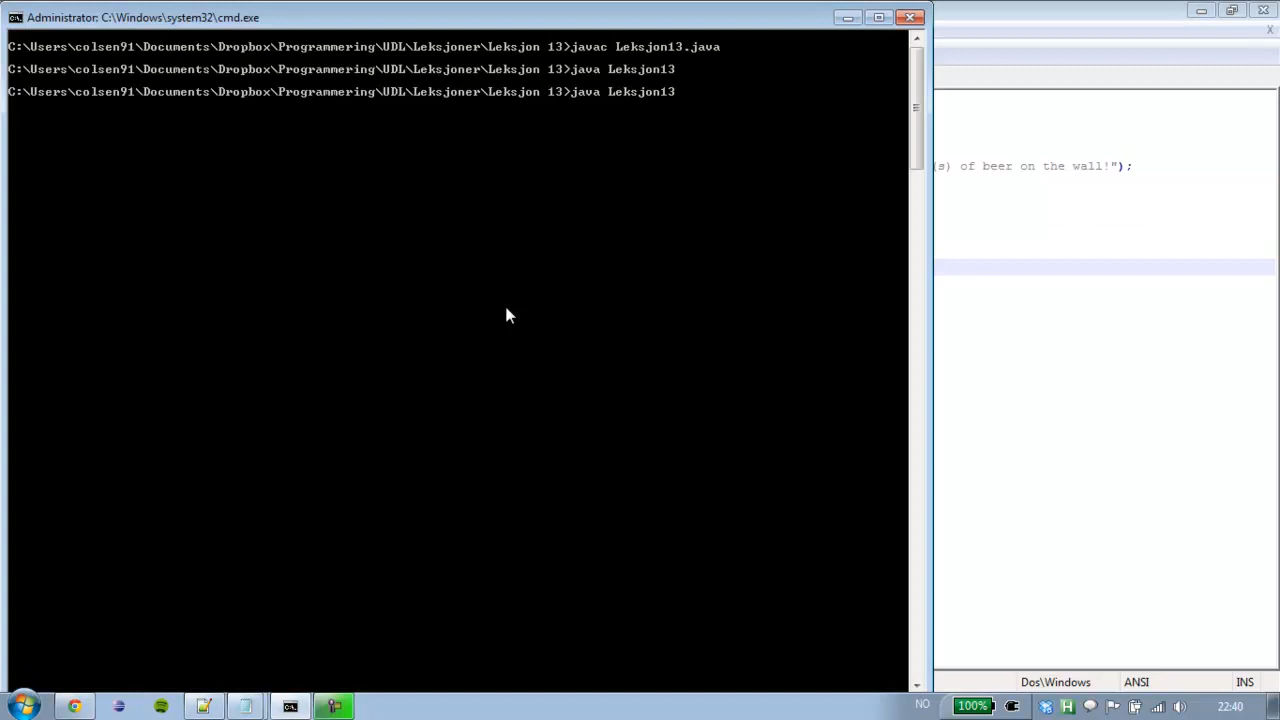 Administrator: C:\Windows\system32\cmd.exe
C:\Users\colsen91\Documents\Dropbox\Programmering\UDL\Leksjoner\Leksjon 13>javac Leksjon13.java
C:\Users\colsen91\Documents\Dropbox\Programmering\UDL\Leksjoner\Leksjon 13>java Leksjon13
C:\Users\colsen91\Documents\Dropbox\Programmering\UDL\Leksjoner\Leksjon 13>java Leksjon13
(s) of beer on the wall!");
Dos\Windows ANSI INS
NO 100% 22:40